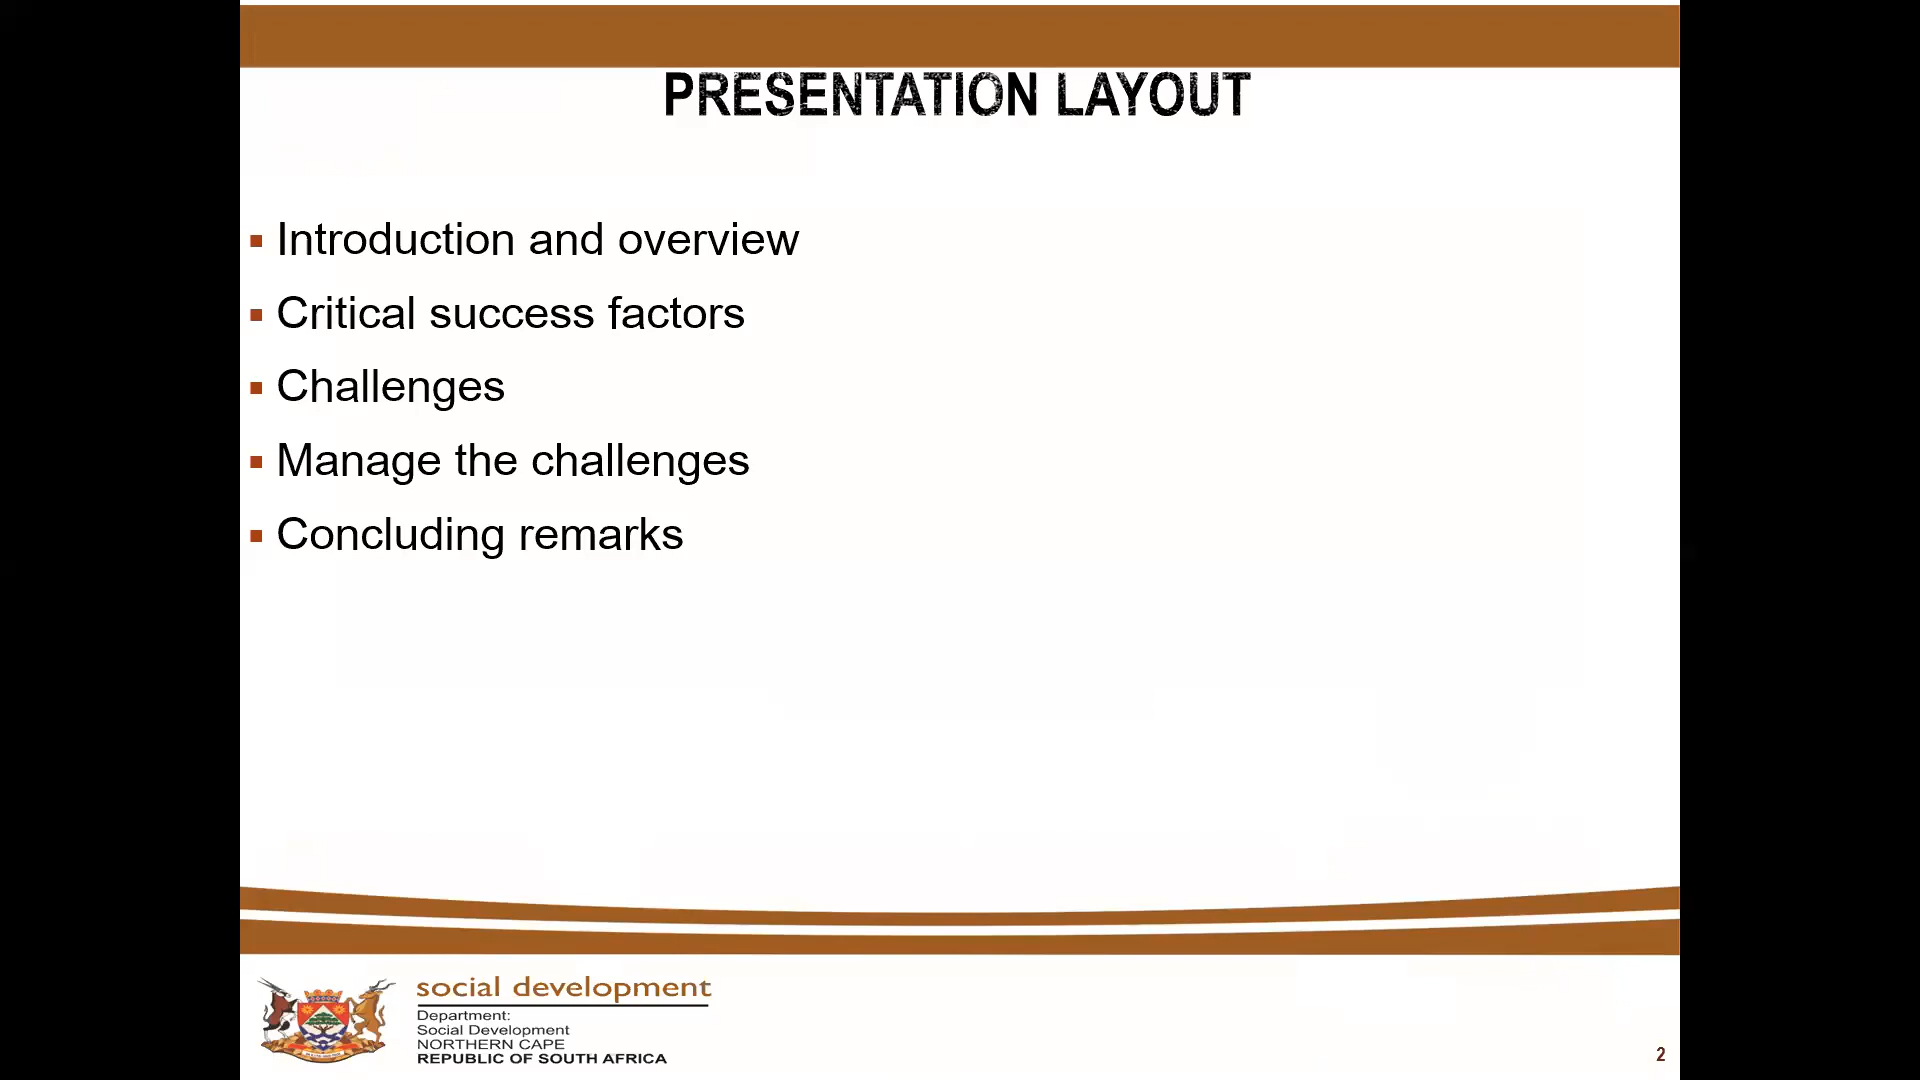 PRESENTATION LAYOUT
▪ Introduction and overview
▪ Critical success factors
▪ Challenges
▪ Manage the challenges
▪ Concluding remarks
social development
Department:
Social Development
NORTHERN CAPE
REPUBLIC OF SOUTH AFRICA
2